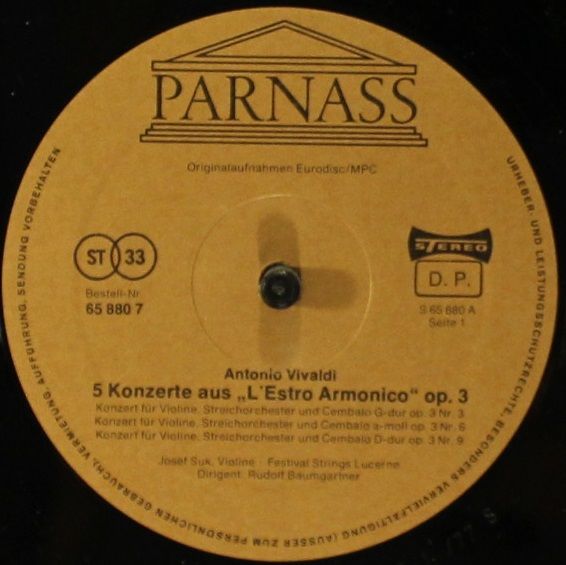 PARNASS
Originalaufnahmen Eurodisc/MPC
ST 33
Bestell-Nr.
65 880 7
STEREO
D. P.
S 65 880 A
Seite 1
Antonio Vivaldi
5 Konzerte aus „L'Estro Armonico“ op. 3
Konzert für Violine, Streichorchester und Cembalo G-dur op. 3 Nr. 3
Konzert für Violine, Streichorchester und Cembalo a-moll op. 3 Nr. 6
Konzert für Violine, Streichorchester und Cembalo D-dur op. 3 Nr. 9
Josef Suk, Violine · Festival Strings Lucerne
Dirigent: Rudolf Baumgartner
URHEBER- UND LEISTUNGSSCHUTZRECHTE, BESONDERS VERVIELFÄLTIGUNG (AUSSER ZUM PERSÖNLICHEN GEBRAUCH), VERMIETUNG, AUFFÜHRUNG, SENDUNG VORBEHALTEN